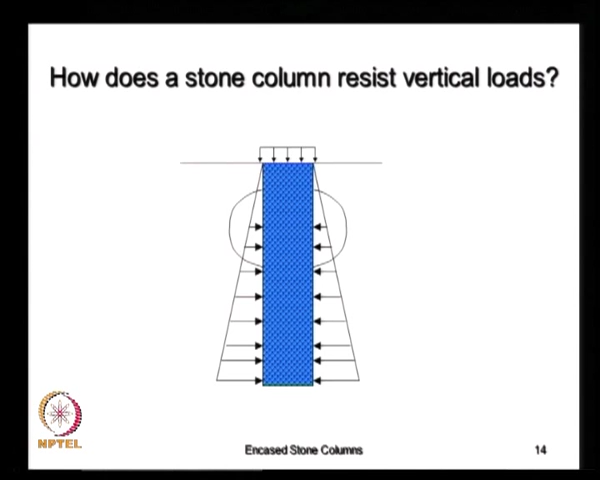 How does a stone column resist vertical loads?
NPTEL
Encased Stone Columns
14